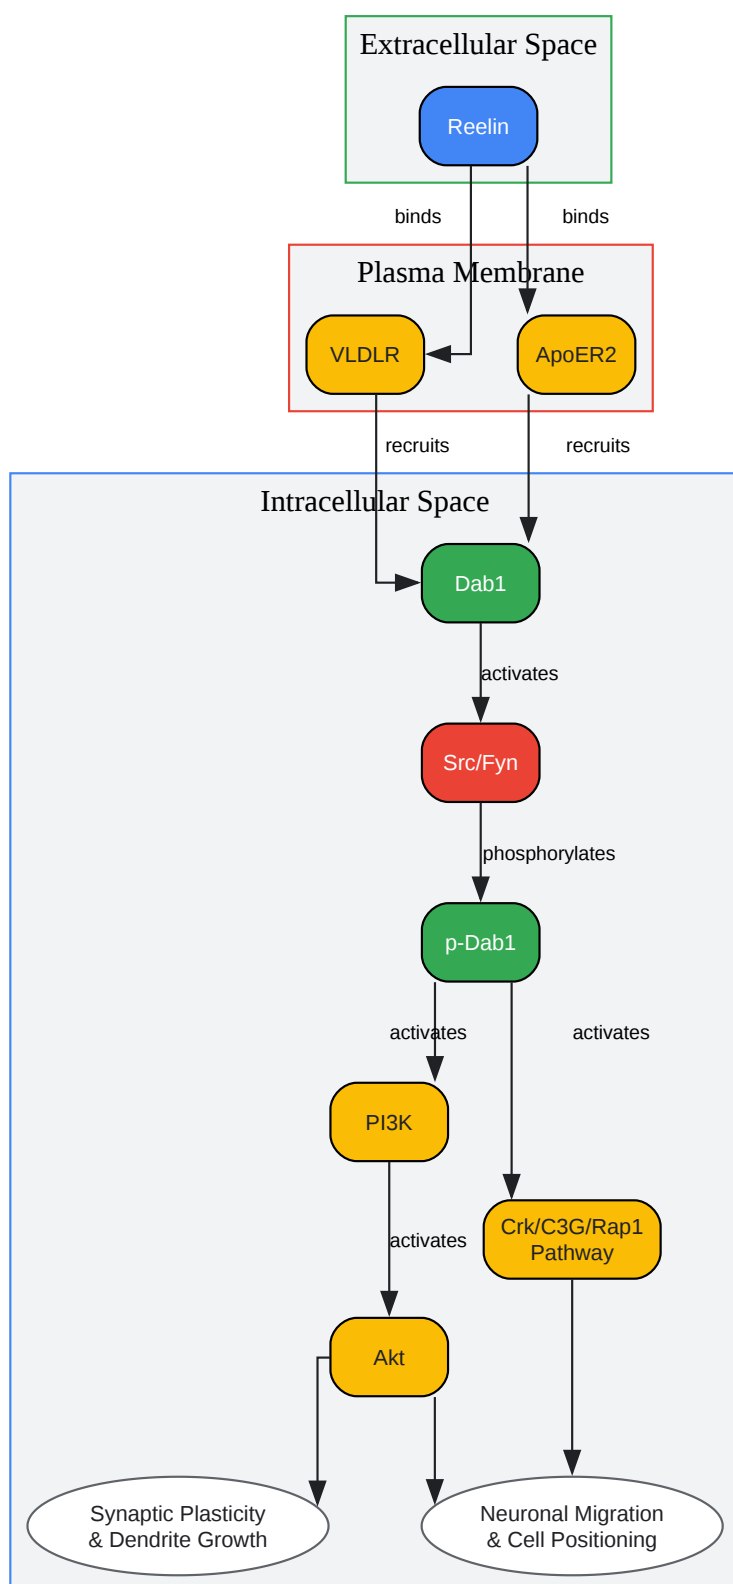 Extracellular Space
Reelin
binds
binds
Plasma Membrane
VLDLR
ApoER2
recruits
recruits
Intracellular Space
Dab1
activates
Src/Fyn
phosphorylates
p-Dab1
activates
activates
PI3K
Crk/C3G/Rap1
Pathway
activates
Akt
Synaptic Plasticity
& Dendrite Growth
Neuronal Migration
& Cell Positioning